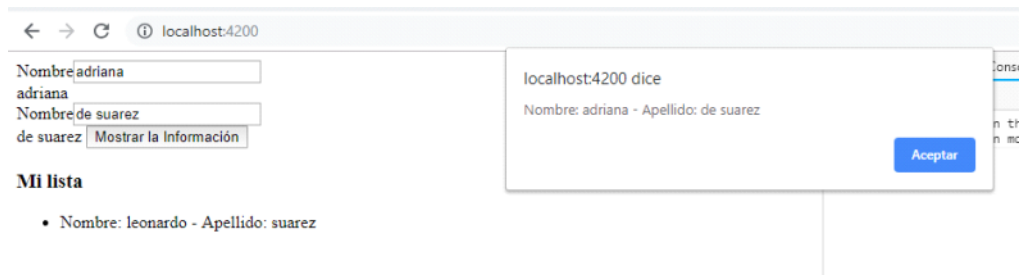 localhost:4200
Nombre adriana
adriana
Nombre de suarez
de suarez Mostrar la Información
Mi lista
• Nombre: leonardo - Apellido: suarez
localhost:4200 dice
Nombre: adriana - Apellido: de suarez
Aceptar